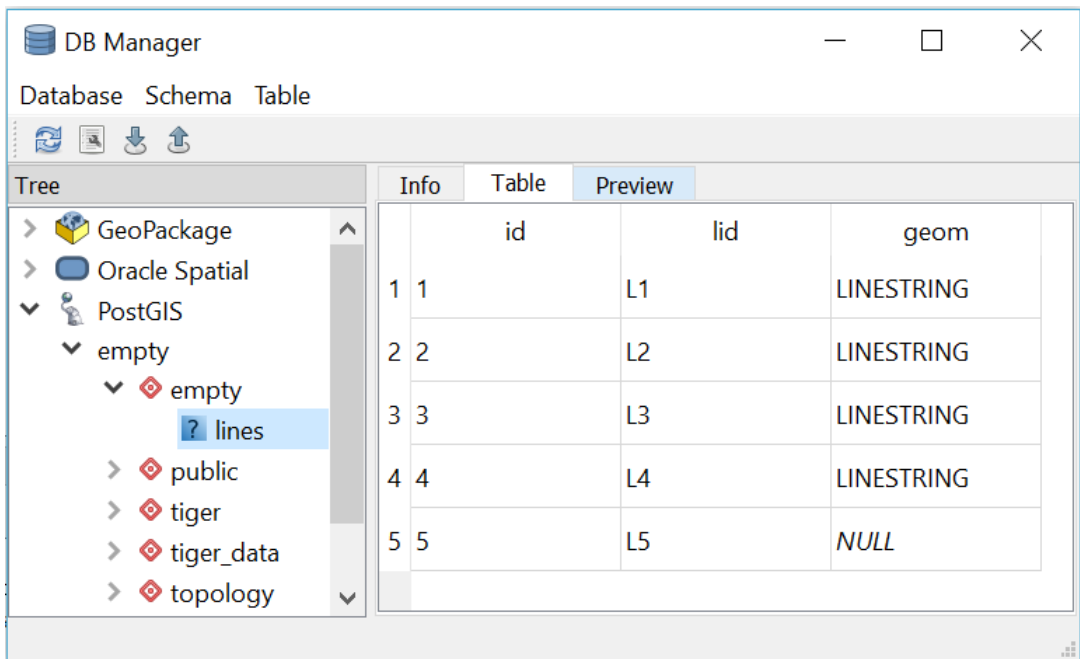 DB Manager
Database Schema Table
Tree
GeoPackage
Oracle Spatial
PostGIS
empty
empty
? lines
public
tiger
tiger_data
topology
Info Table Preview
id lid geom
1 1 L1 LINESTRING
2 2 L2 LINESTRING
3 3 L3 LINESTRING
4 4 L4 LINESTRING
5 5 L5 NULL